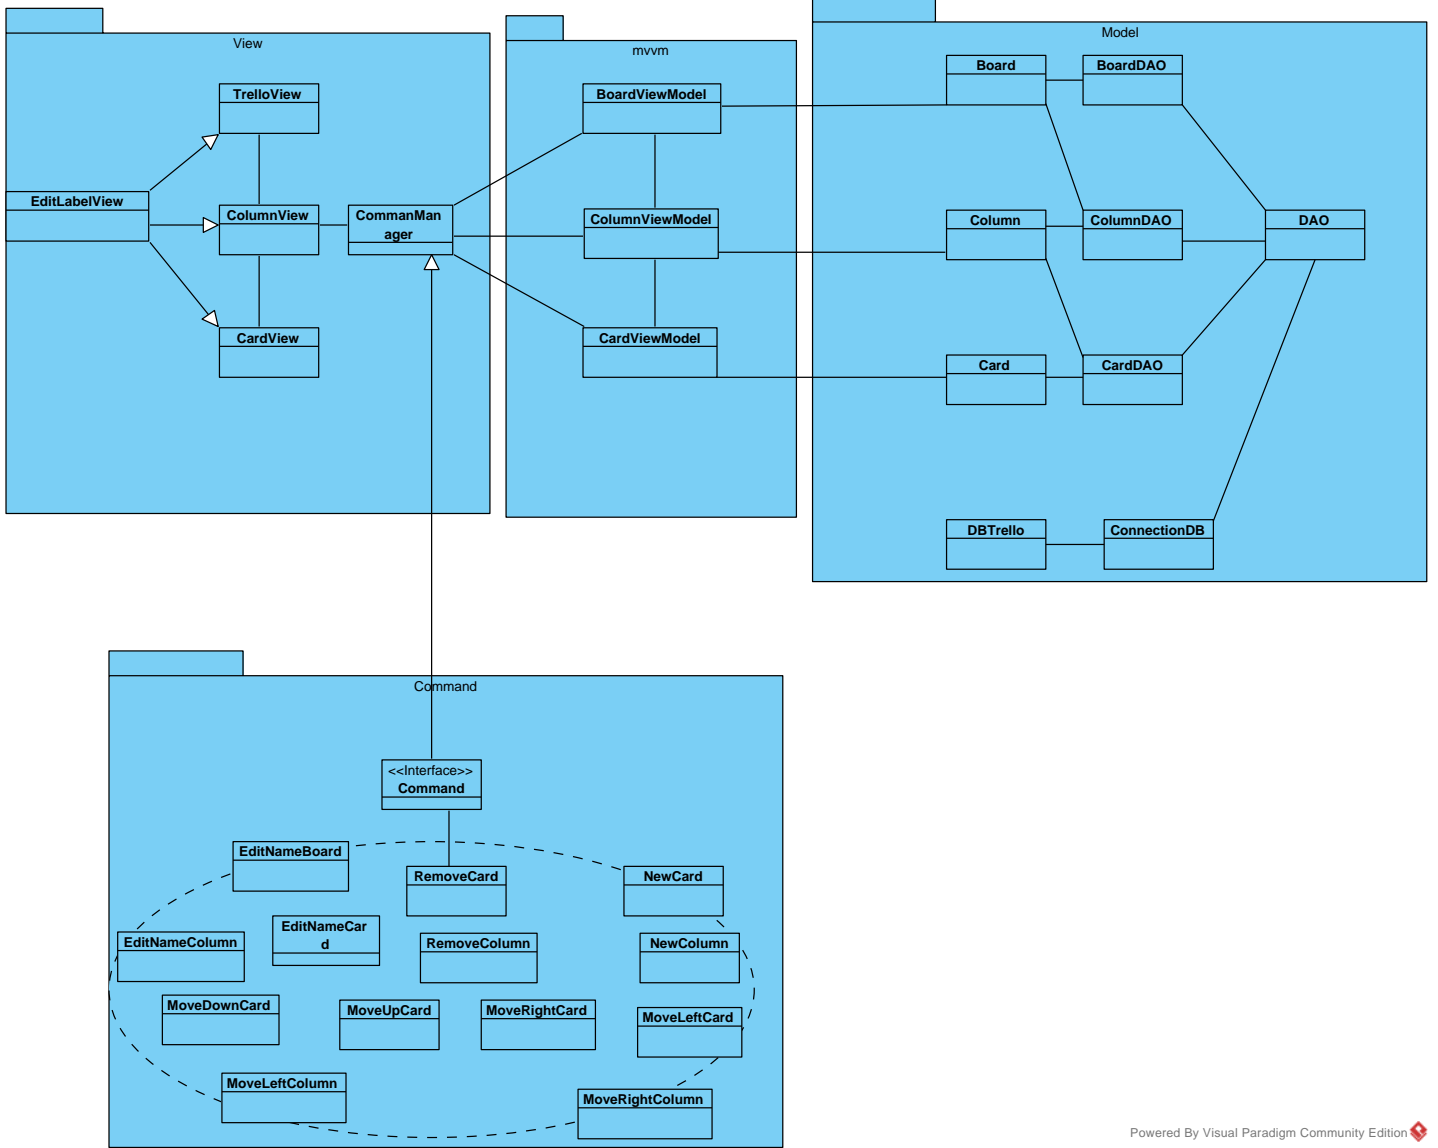 View
TrelloView
EditLabelView
ColumnView
CommanMan
ager
CardView
mvvm
BoardViewModel
ColumnViewModel
CardViewModel
Model
Board
BoardDAO
Column
ColumnDAO
DAO
Card
CardDAO
DBTrello
ConnectionDB
Command
<<Interface>>
Command
EditNameBoard
RemoveCard
NewCard
EditNameColumn
EditNameCar
d
RemoveColumn
NewColumn
MoveDownCard
MoveUpCard
MoveRightCard
MoveLeftCard
MoveLeftColumn
MoveRightColumn
Powered By Visual Paradigm Community Edition